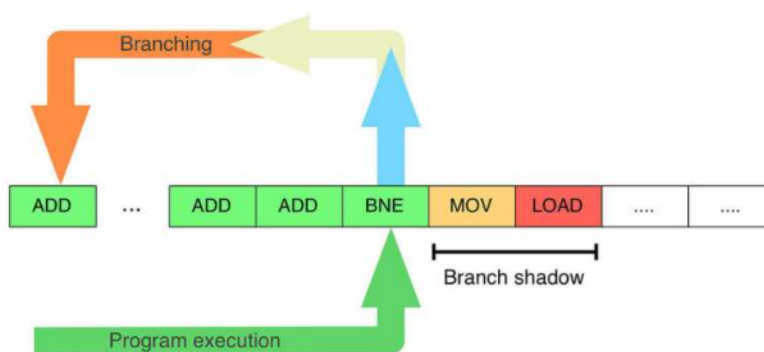 Branching
ADD ... ADD ADD BNE MOV LOAD .... ....
Branch shadow
Program execution